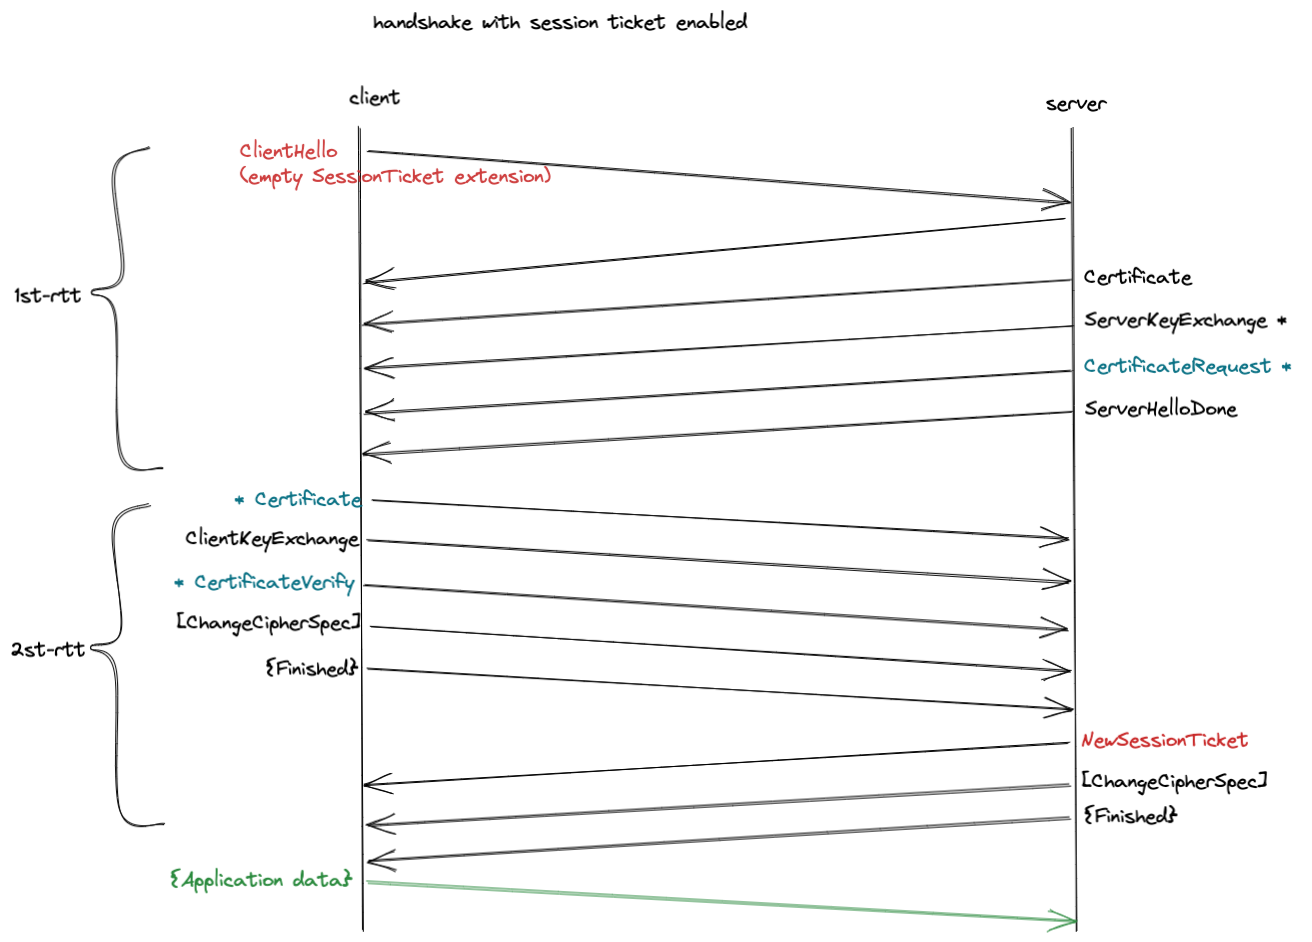 handshake with session ticket enabled
client
server
ClientHello
(empty SessionTicket extension)
Certificate
1st-rtt
ServerKeyExchange *
CertificateRequest *
ServerHelloDone
* Certificate
ClientKeyExchange
* CertificateVerify
[ChangeCipherSpec]
2st-rtt
{Finished}
NewSessionTicket
[ChangeCipherSpec]
{Finished}
{Application data}